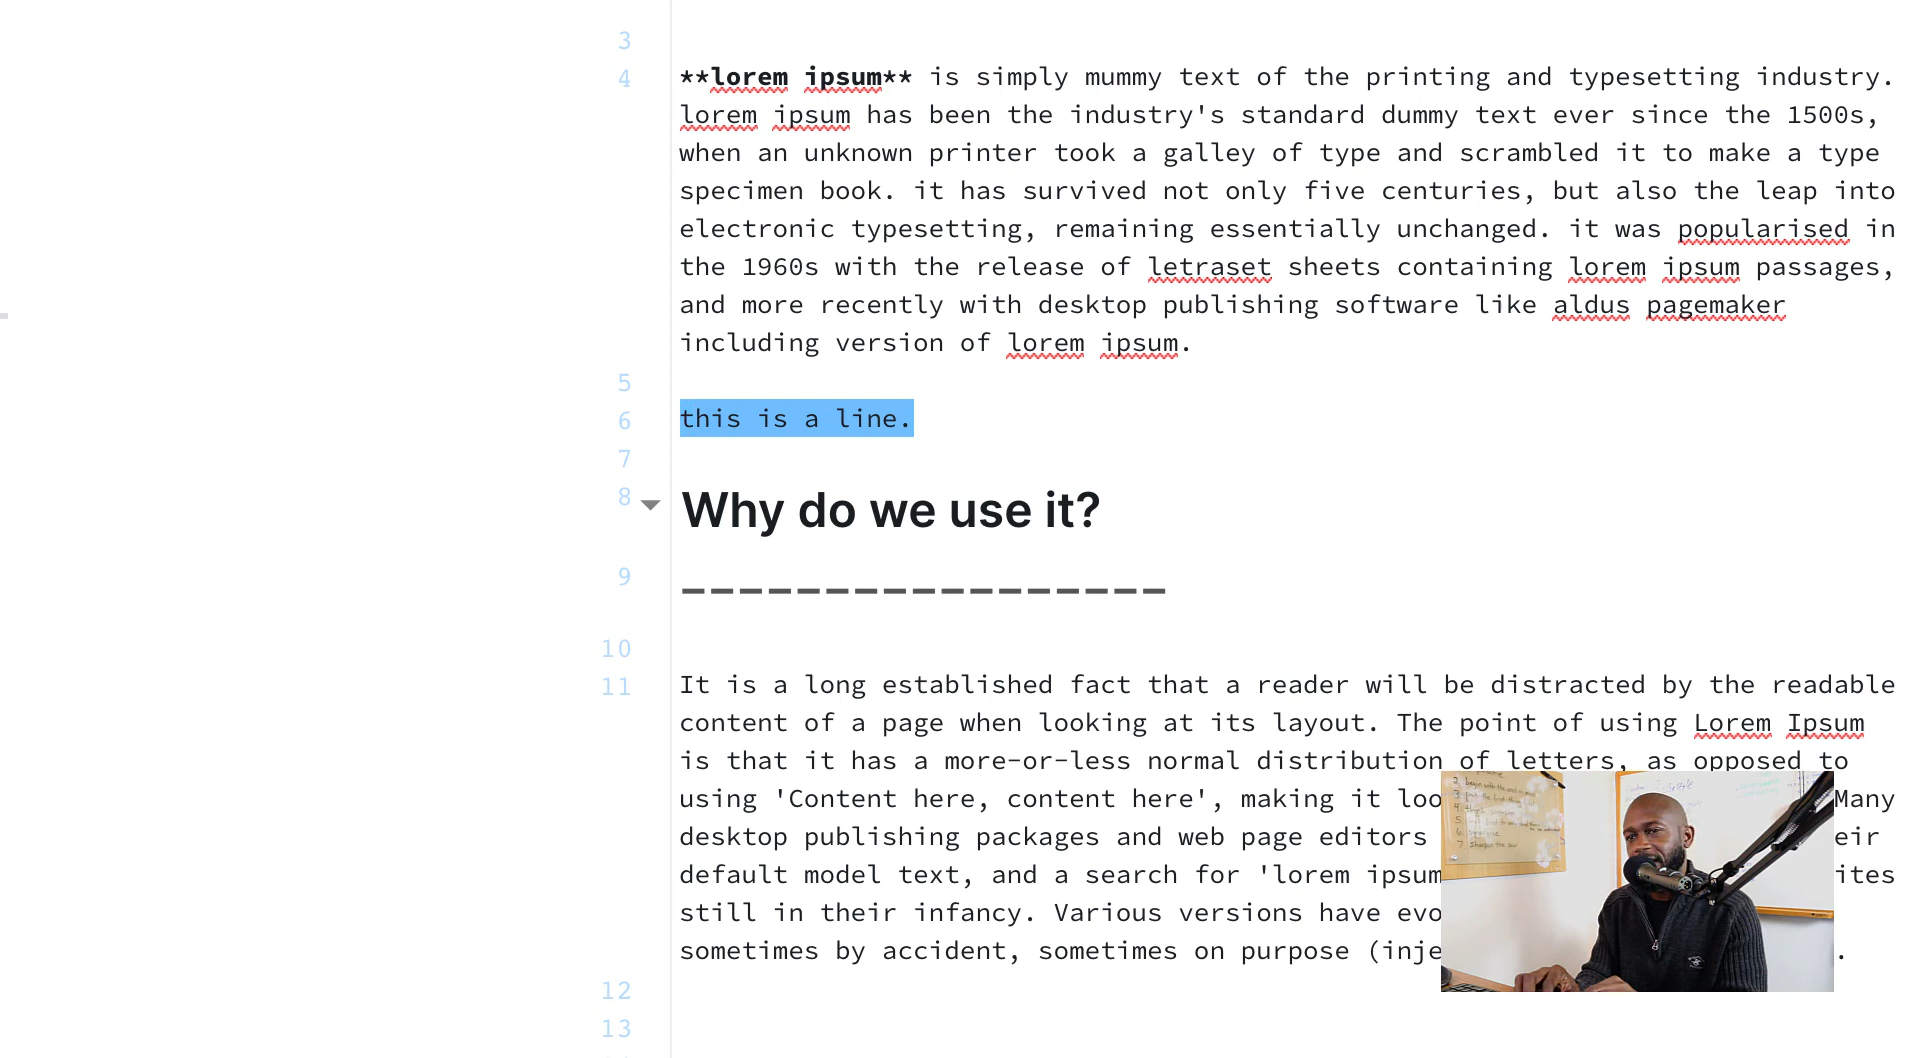 3
4 **lorem ipsum** is simply mummy text of the printing and typesetting industry.
lorem ipsum has been the industry's standard dummy text ever since the 1500s,
when an unknown printer took a galley of type and scrambled it to make a type
specimen book. it has survived not only five centuries, but also the leap into
electronic typesetting, remaining essentially unchanged. it was popularised in
the 1960s with the release of letraset sheets containing lorem ipsum passages,
and more recently with desktop publishing software like aldus pagemaker
including version of lorem ipsum.
5
6 this is a line.
7
8 Why do we use it?
9 -----------------
10
11 It is a long established fact that a reader will be distracted by the readable
content of a page when looking at its layout. The point of using Lorem Ipsum
is that it has a more-or-less normal distribution of letters, as opposed to
using 'Content here, content here', making it loo Many
desktop publishing packages and web page editors eir
default model text, and a search for 'lorem ipsum ites
still in their infancy. Various versions have evo
sometimes by accident, sometimes on purpose (inje .
12
13